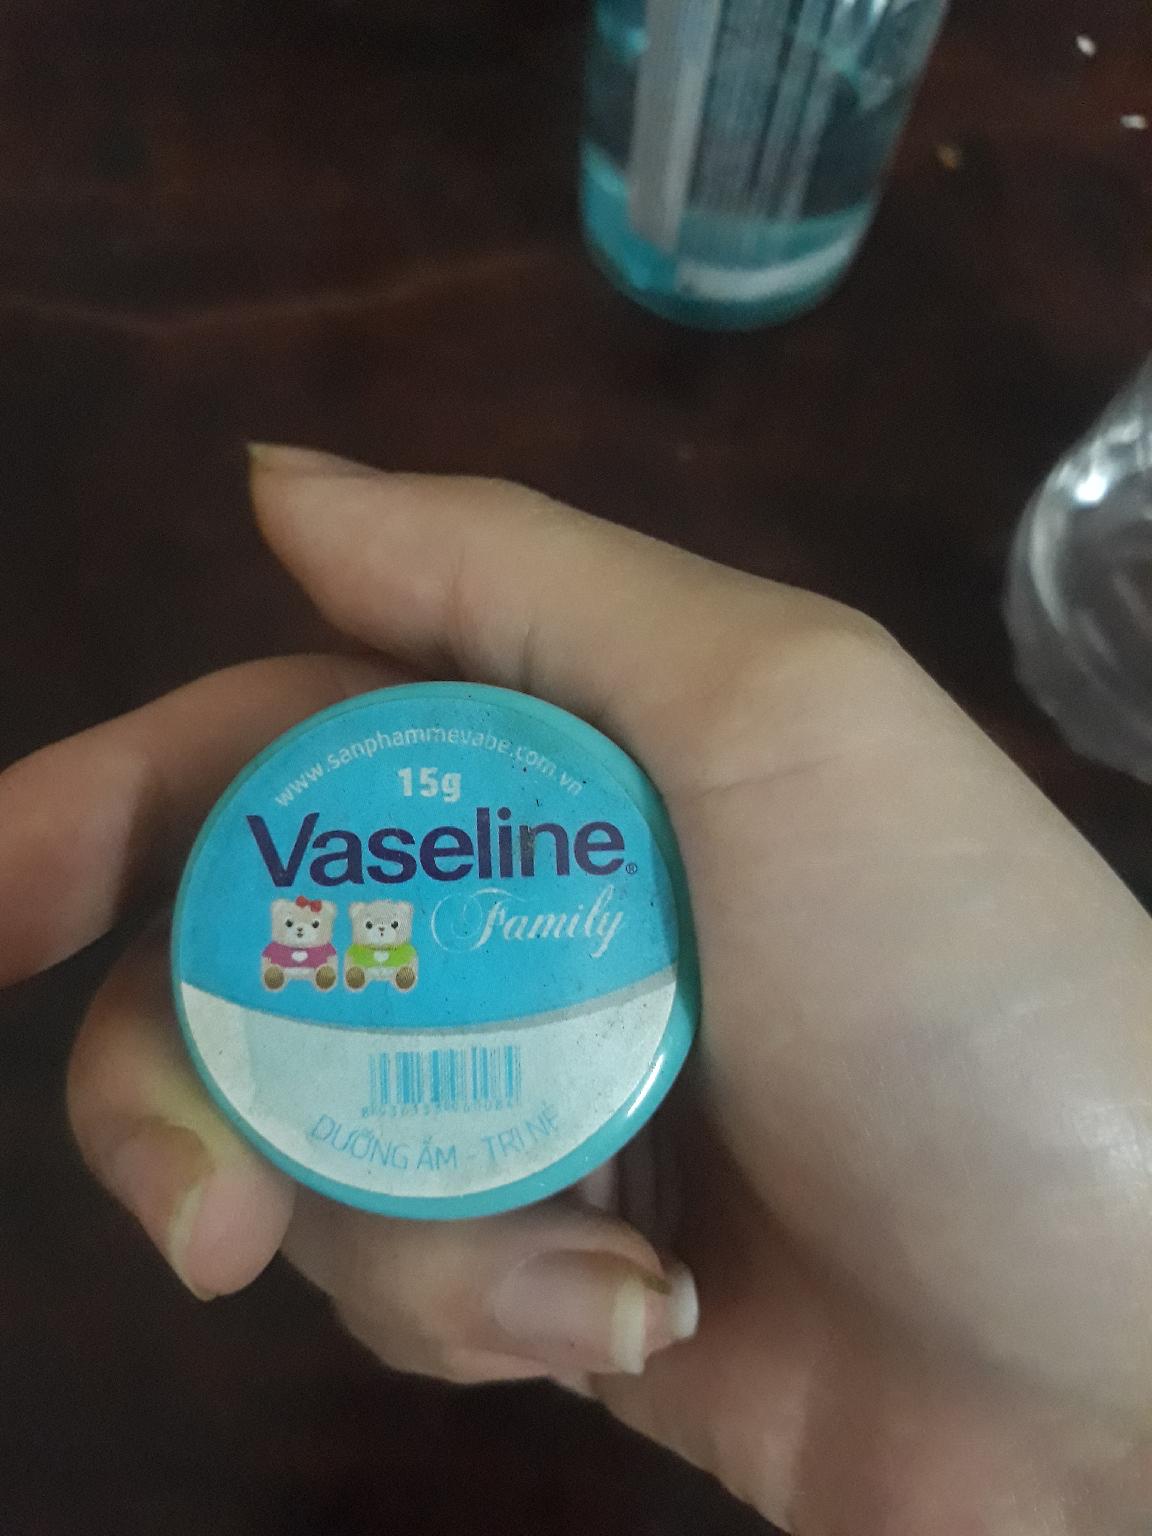 www.sanphammevabe.com.vn
15g
Vaseline®
Family
DƯỠNG ẨM - TRỊ NẺ